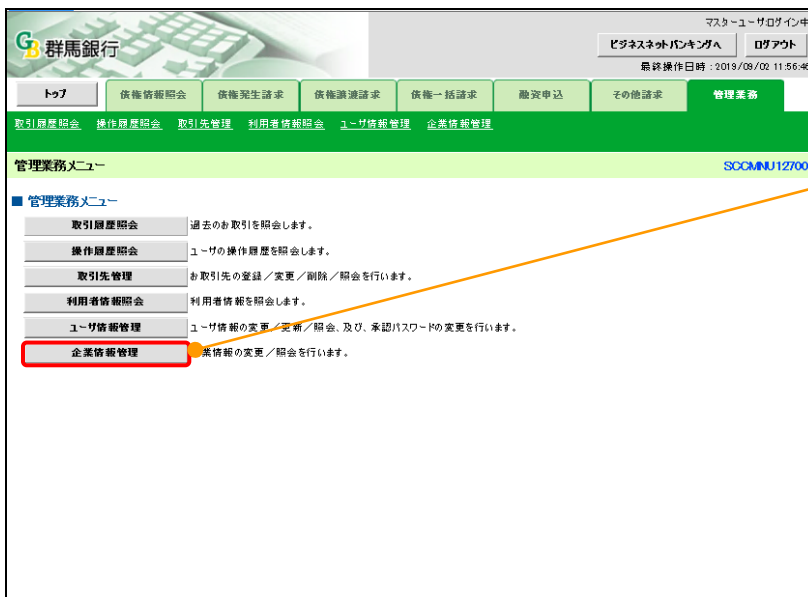 マスターユーザ:ログイン中
GB 群馬銀行
ビジネスネットバンキングへ ログアウト
最終操作日時：2019/09/02 11:56:46
トップ 債権情報照会 債権発生請求 債権譲渡請求 債権一括請求 融資申込 その他請求 管理業務
取引履歴照会 操作履歴照会 取引先管理 利用者情報照会 ユーザ情報管理 企業情報管理
管理業務メニュー SCCMNU12700
■ 管理業務メニュー
取引履歴照会 過去のお取引を照会します。
操作履歴照会 ユーザの操作履歴を照会します。
取引先管理 お取引先の登録／変更／削除／照会を行います。
利用者情報照会 利用者情報を照会します。
ユーザ情報管理 ユーザ情報の変更／更新／照会、及び、承認パスワードの変更を行います。
企業情報管理 業情報の変更／照会を行います。